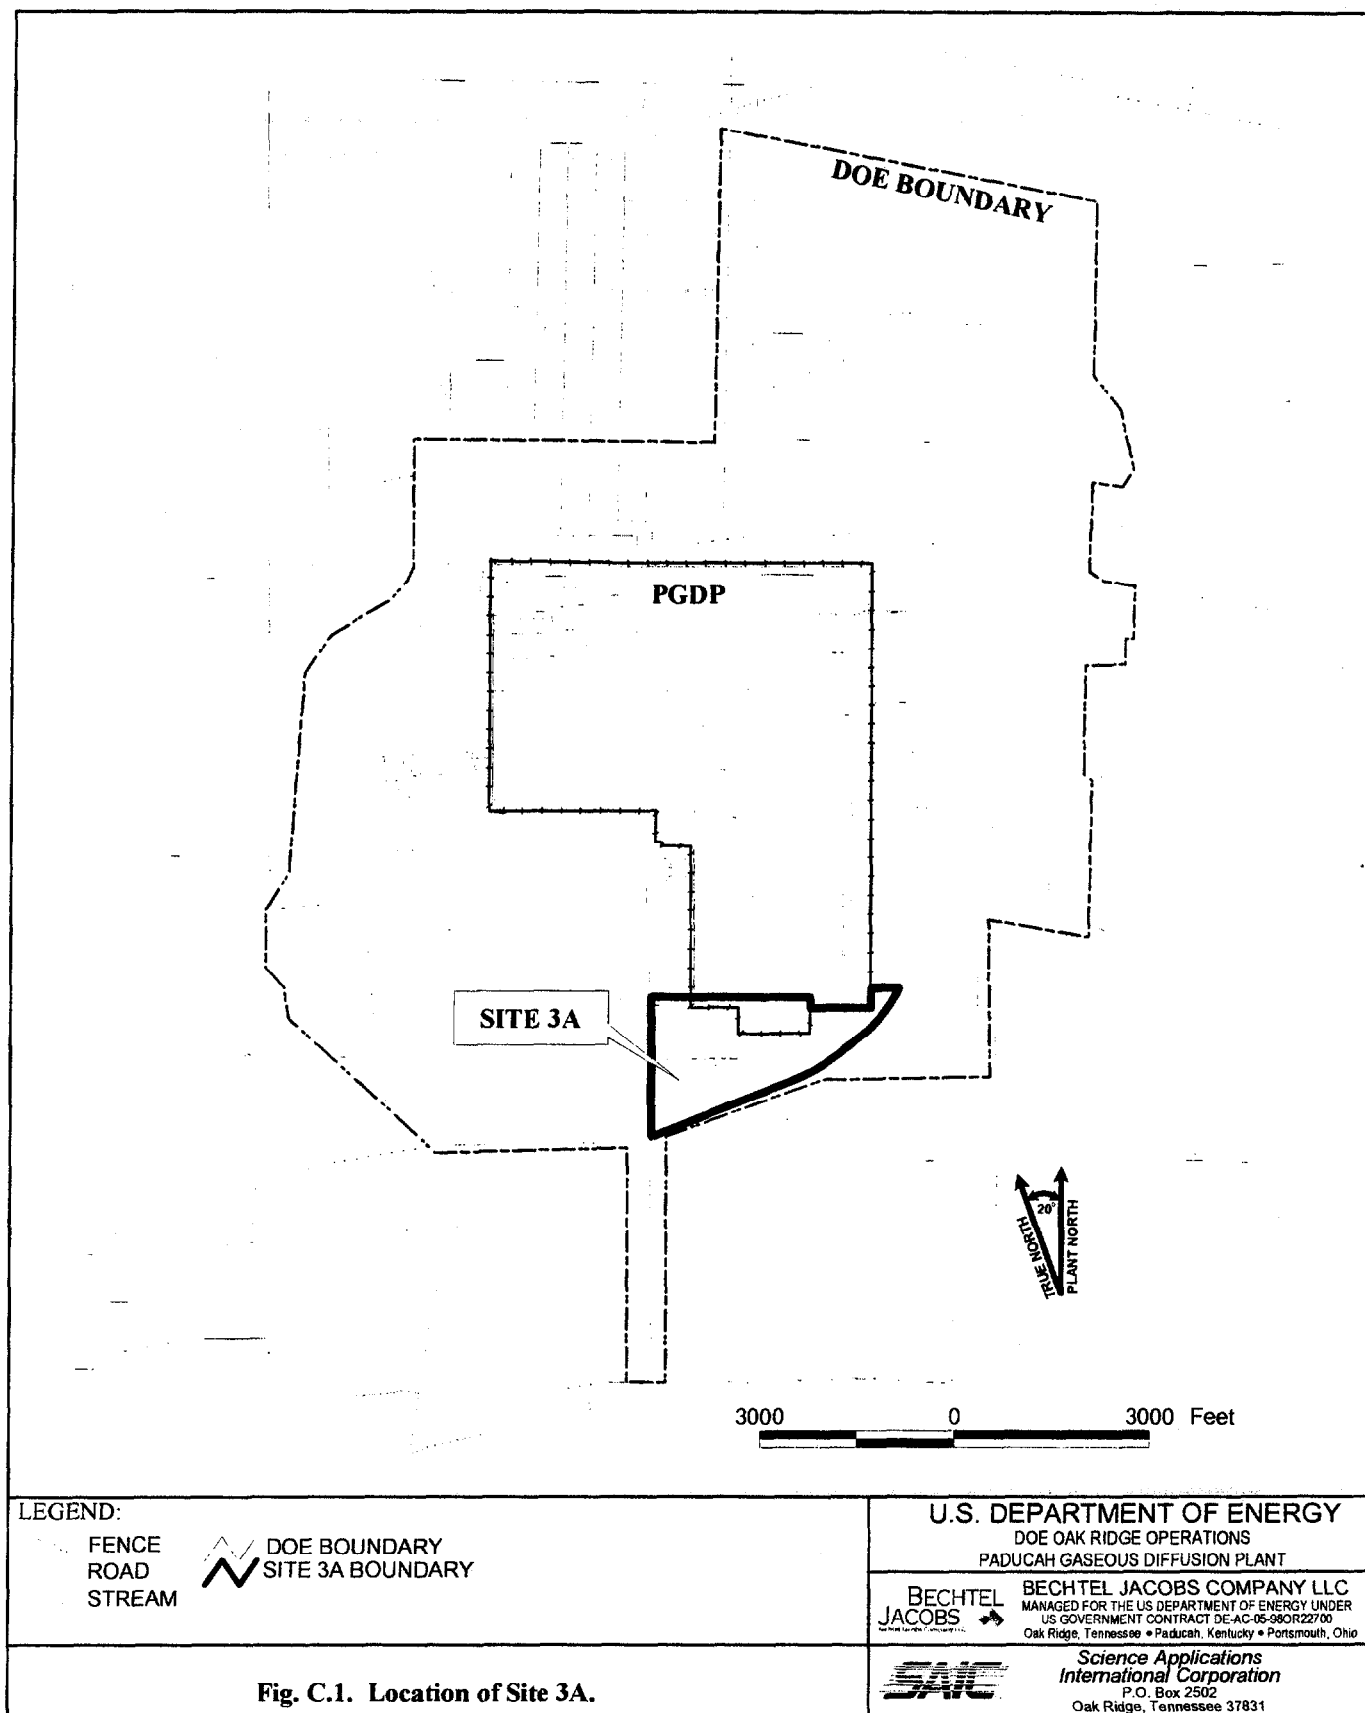 DOE BOUNDARY
PGDP
SITE 3A
20°
TRUE NORTH
PLANT NORTH
3000 0 3000 Feet
LEGEND:
FENCE
ROAD
STREAM
DOE BOUNDARY
SITE 3A BOUNDARY
U.S. DEPARTMENT OF ENERGY
DOE OAK RIDGE OPERATIONS
PADUCAH GASEOUS DIFFUSION PLANT
BECHTEL
JACOBS
BECHTEL JACOBS COMPANY LLC
MANAGED FOR THE US DEPARTMENT OF ENERGY UNDER
US GOVERNMENT CONTRACT DE-AC-05-98OR22700
Oak Ridge, Tennessee • Paducah, Kentucky • Portsmouth, Ohio
Fig. C.1. Location of Site 3A.
SAIC
Science Applications
International Corporation
P.O. Box 2502
Oak Ridge, Tennessee 37831